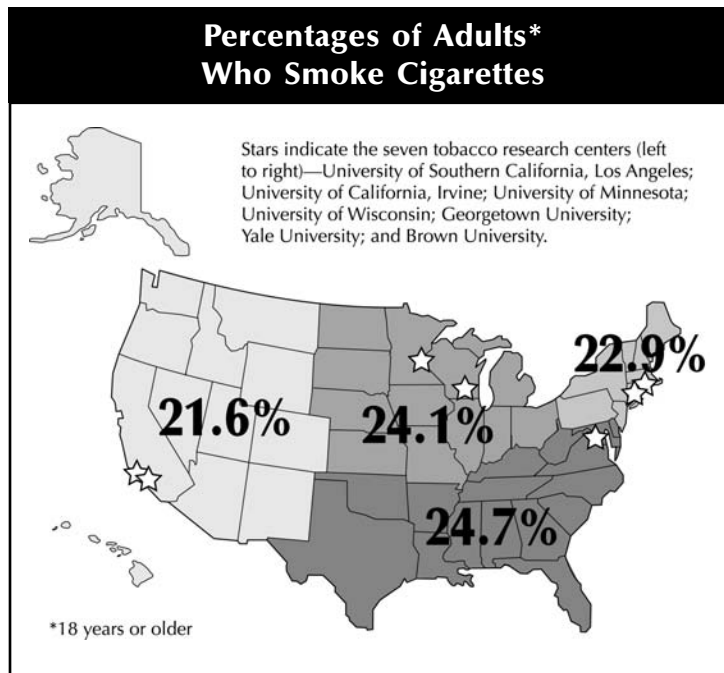 Percentages of Adults*
Who Smoke Cigarettes
Stars indicate the seven tobacco research centers (left
to right)—University of Southern California, Los Angeles;
University of California, Irvine; University of Minnesota;
University of Wisconsin; Georgetown University;
Yale University; and Brown University.
22.9%
21.6%
24.1%
24.7%
*18 years or older